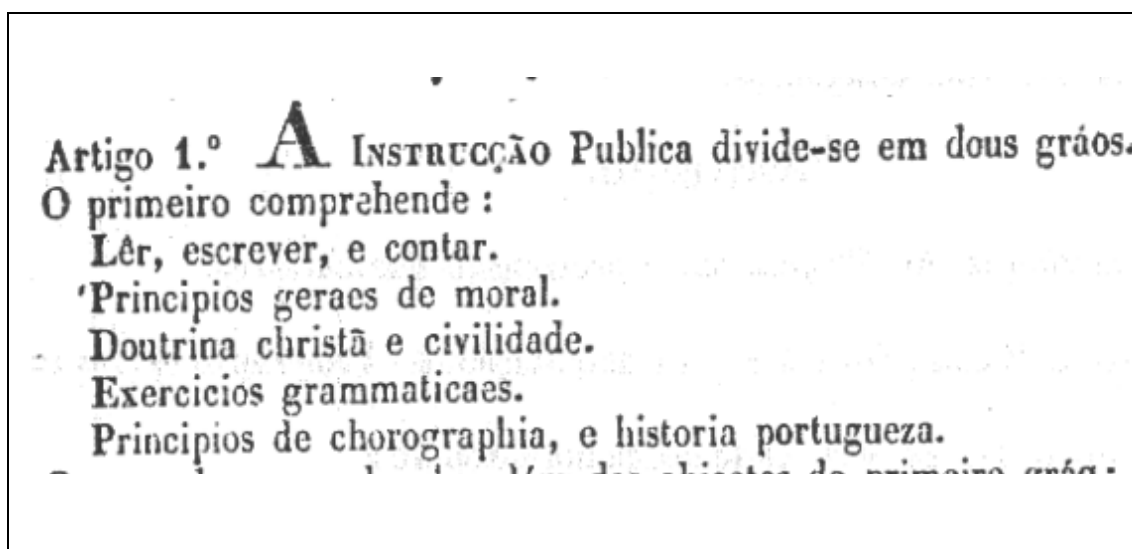 Artigo 1.º A INSTRUCÇÃO Publica divide-se em dous gráos.
O primeiro comprehende :
Lêr, escrever, e contar.
Principios geraes de moral.
Doutrina christã e civilidade.
Exercicios grammaticaes.
Principios de chorographia, e historia portugueza.